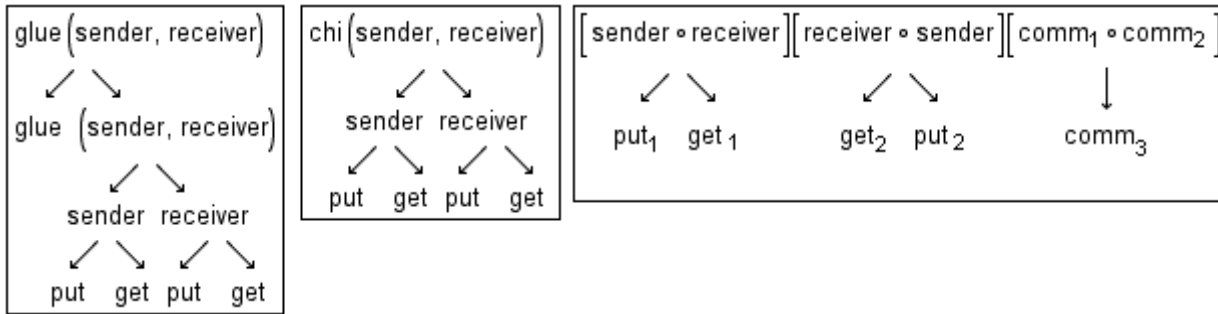 glue (sender, receiver)
glue (sender, receiver)
sender receiver
put get put get
chi (sender, receiver)
sender receiver
put get put get
[sender ∘ receiver][receiver ∘ sender][comm₁ ∘ comm₂]
put₁ get₁ get₂ put₂ comm₃